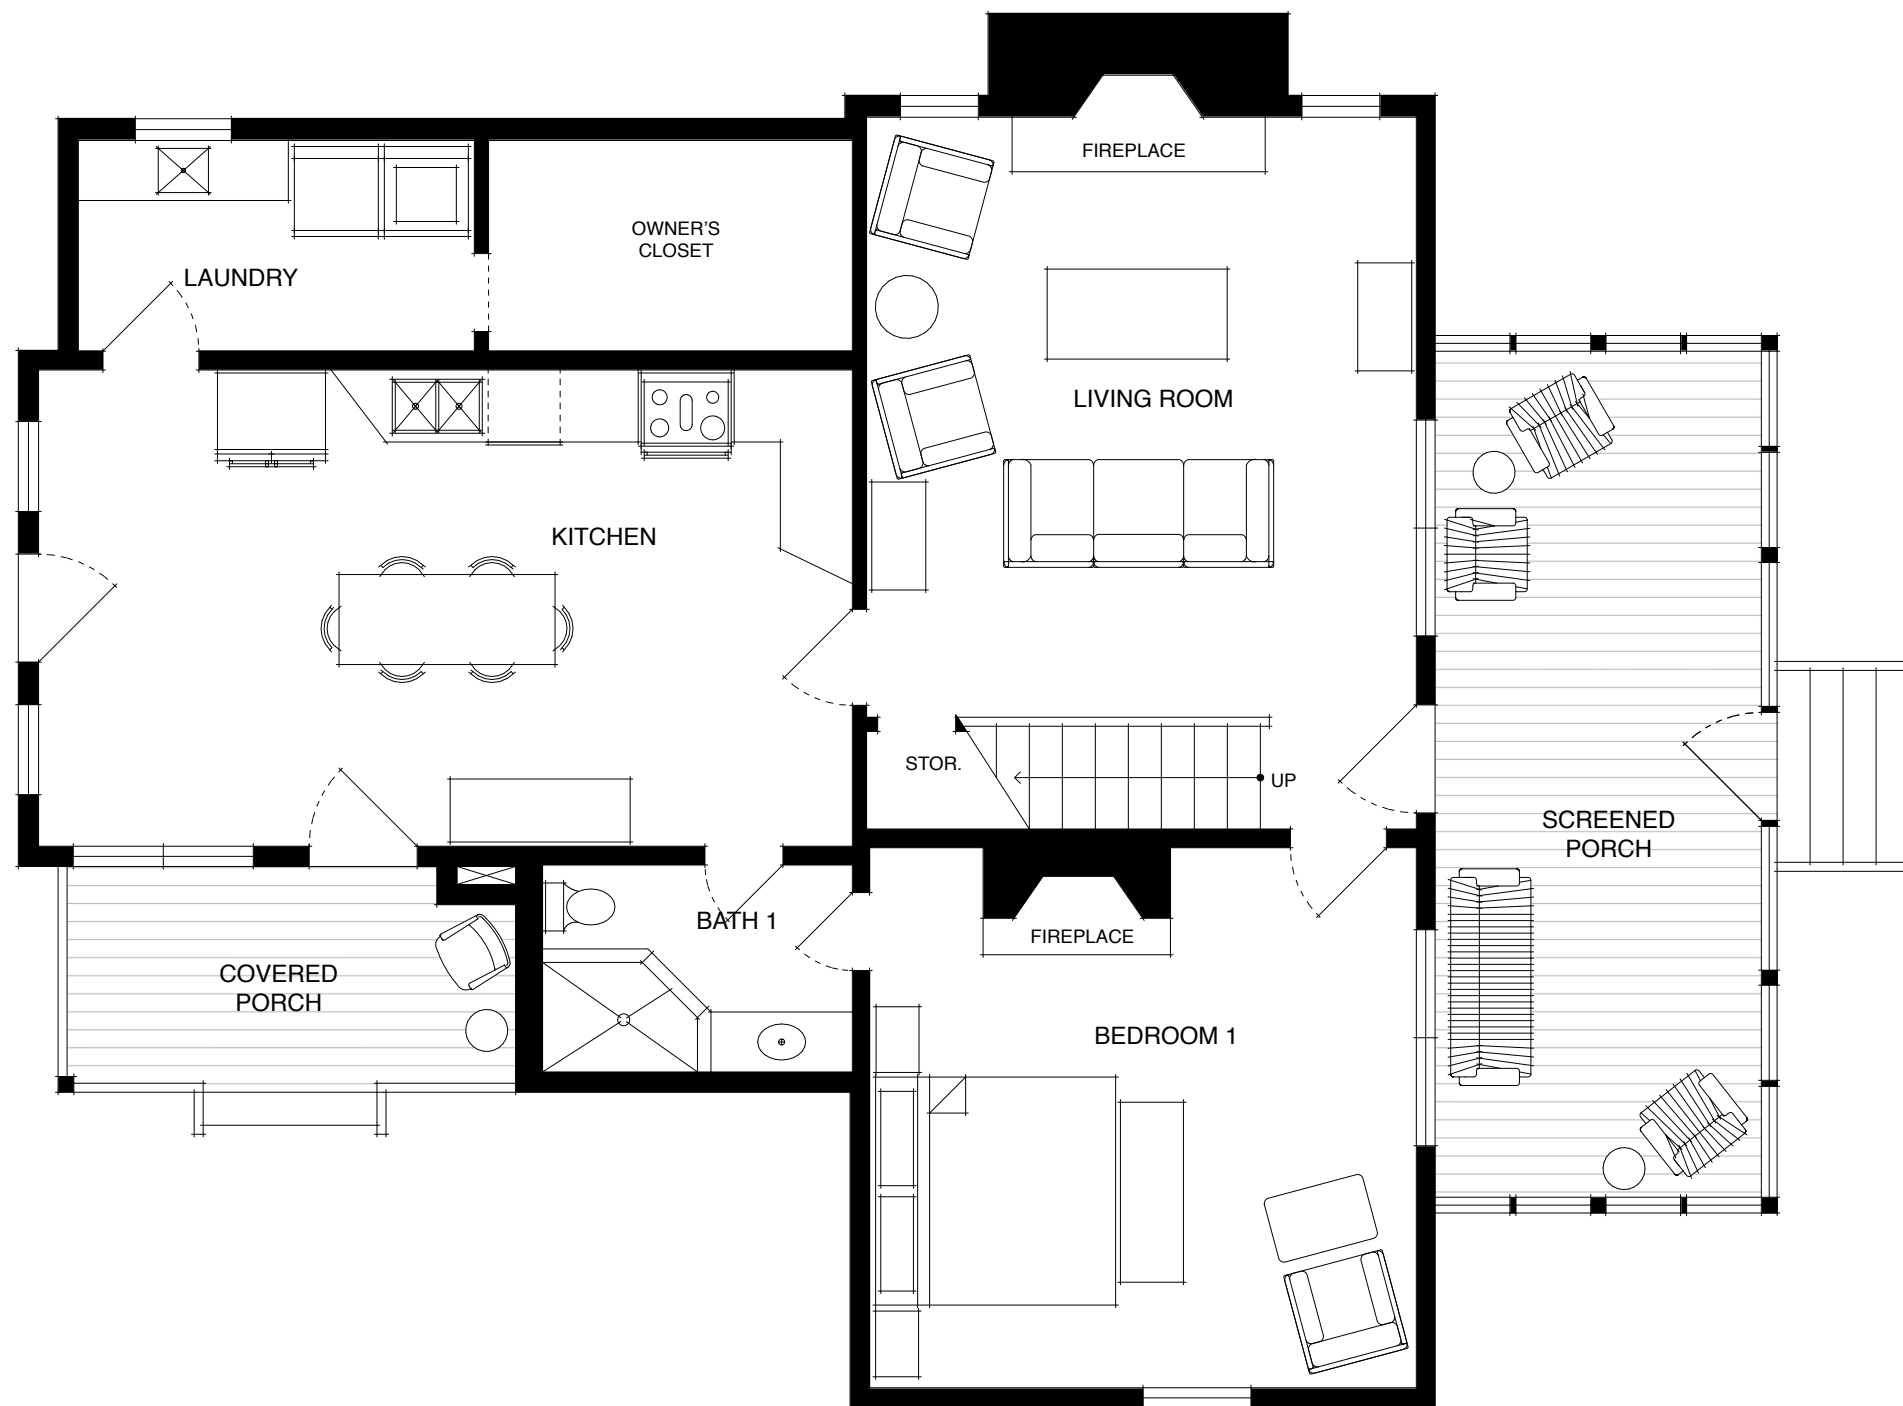 FIREPLACE
OWNER'S
CLOSET
LAUNDRY
LIVING ROOM
KITCHEN
STOR.
UP
SCREENED
PORCH
BATH 1
FIREPLACE
COVERED
PORCH
BEDROOM 1